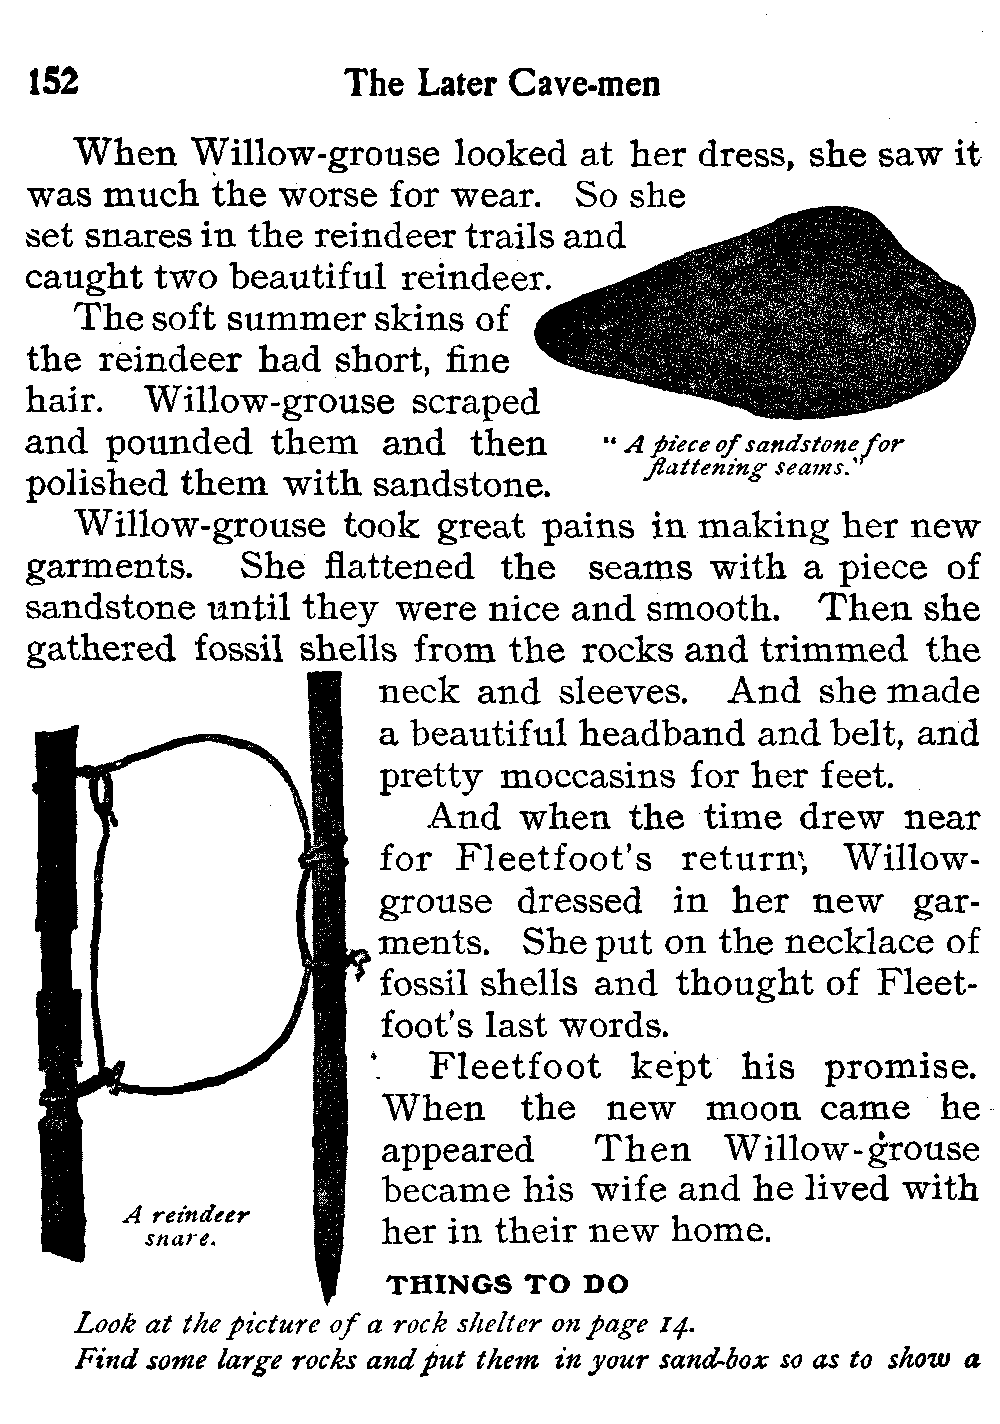 152 The Later Cave-men
When Willow-grouse looked at her dress, she saw it
was much the worse for wear. So she
set snares in the reindeer trails and
caught two beautiful reindeer.
The soft summer skins of
the reindeer had short, fine
hair. Willow-grouse scraped
and pounded them and then
polished them with sandstone.
" A piece of sandstone for
flattening seams."
Willow-grouse took great pains in making her new
garments. She flattened the seams with a piece of
sandstone until they were nice and smooth. Then she
gathered fossil shells from the rocks and trimmed the
neck and sleeves. And she made
a beautiful headband and belt, and
pretty moccasins for her feet.
And when the time drew near
for Fleetfoot's return, Willow-
grouse dressed in her new gar-
ments. She put on the necklace of
fossil shells and thought of Fleet-
foot's last words.
Fleetfoot kept his promise.
When the new moon came he
appeared Then Willow-grouse
became his wife and he lived with
her in their new home.
A reindeer
snare.
THINGS TO DO
Look at the picture of a rock shelter on page 14.
Find some large rocks and put them in your sand-box so as to show a